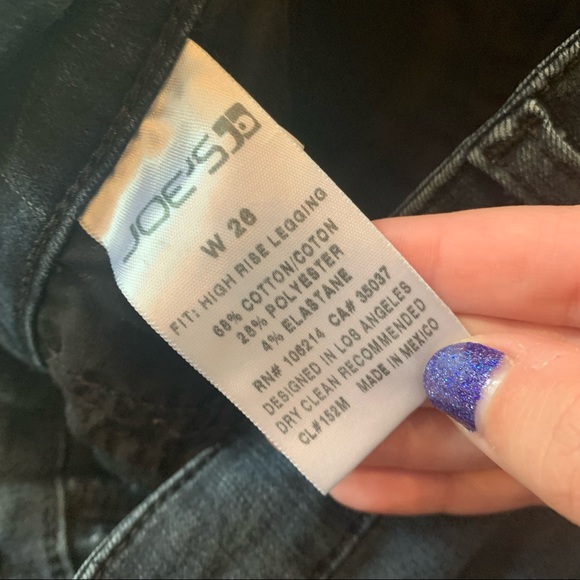 JOE'S
W 26
FIT: HIGH RISE LEGGING
68% COTTON/COTON
28% POLYESTER
4% ELASTANE
RN# 106214 CA# 35037
DESIGNED IN LOS ANGELES
DRY CLEAN RECOMMENDED
CL#152M MADE IN MEXICO